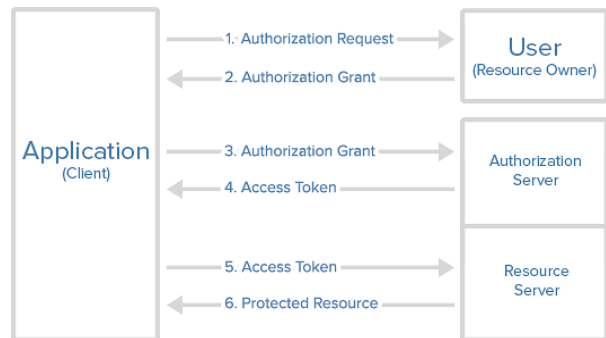 1. Authorization Request
User
(Resource Owner)
2. Authorization Grant
Application
(Client)
3. Authorization Grant
Authorization
Server
4. Access Token
5. Access Token
Resource
Server
6. Protected Resource